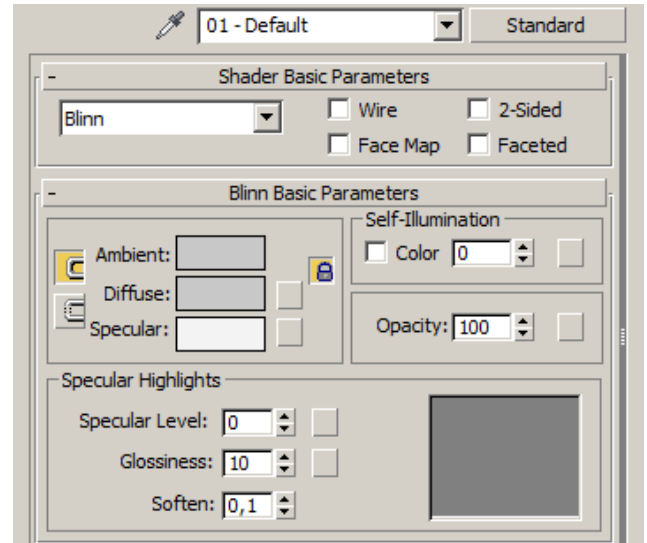 01 - Default Standard
- Shader Basic Parameters
Blinn Wire 2-Sided
Face Map Faceted
- Blinn Basic Parameters
Self-Illumination
Ambient: Color 0
Diffuse:
Specular: Opacity: 100
Specular Highlights
Specular Level: 0
Glossiness: 10
Soften: 0,1